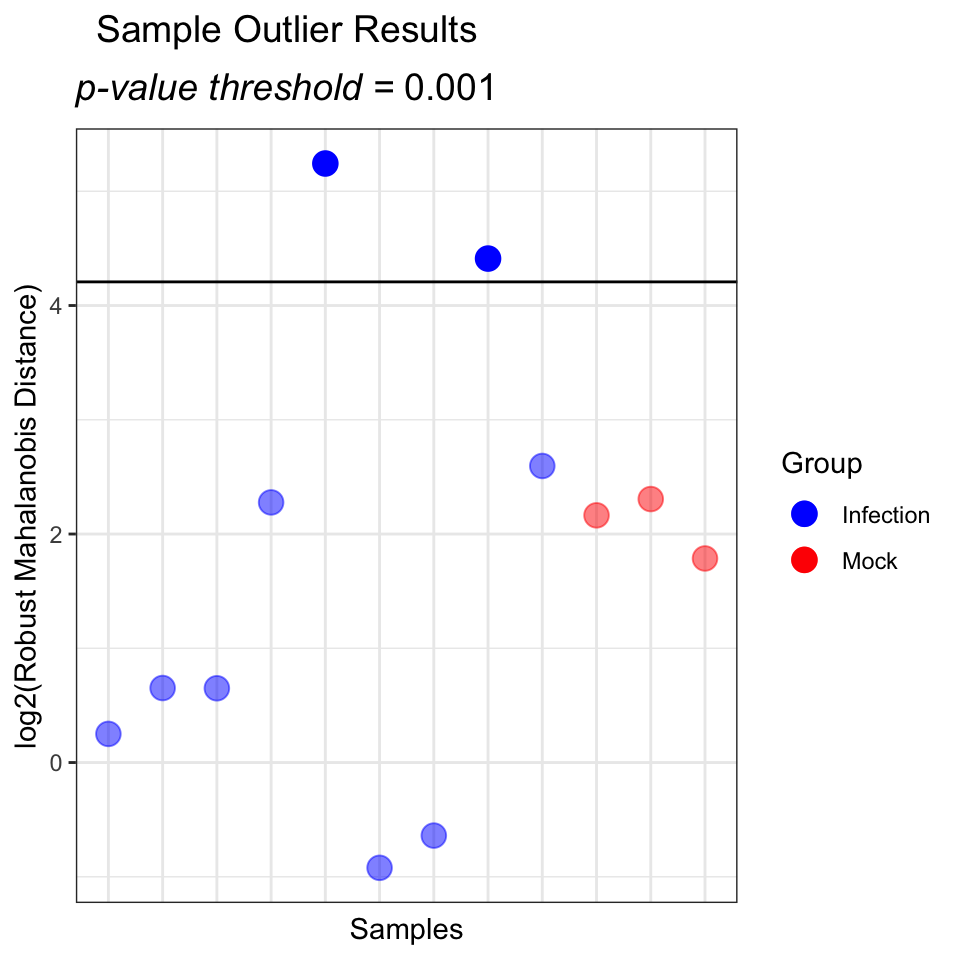 Sample Outlier Results
p-value threshold = 0.001
log2(Robust Mahalanobis Distance)
4
2
0
Samples
Group
Infection
Mock